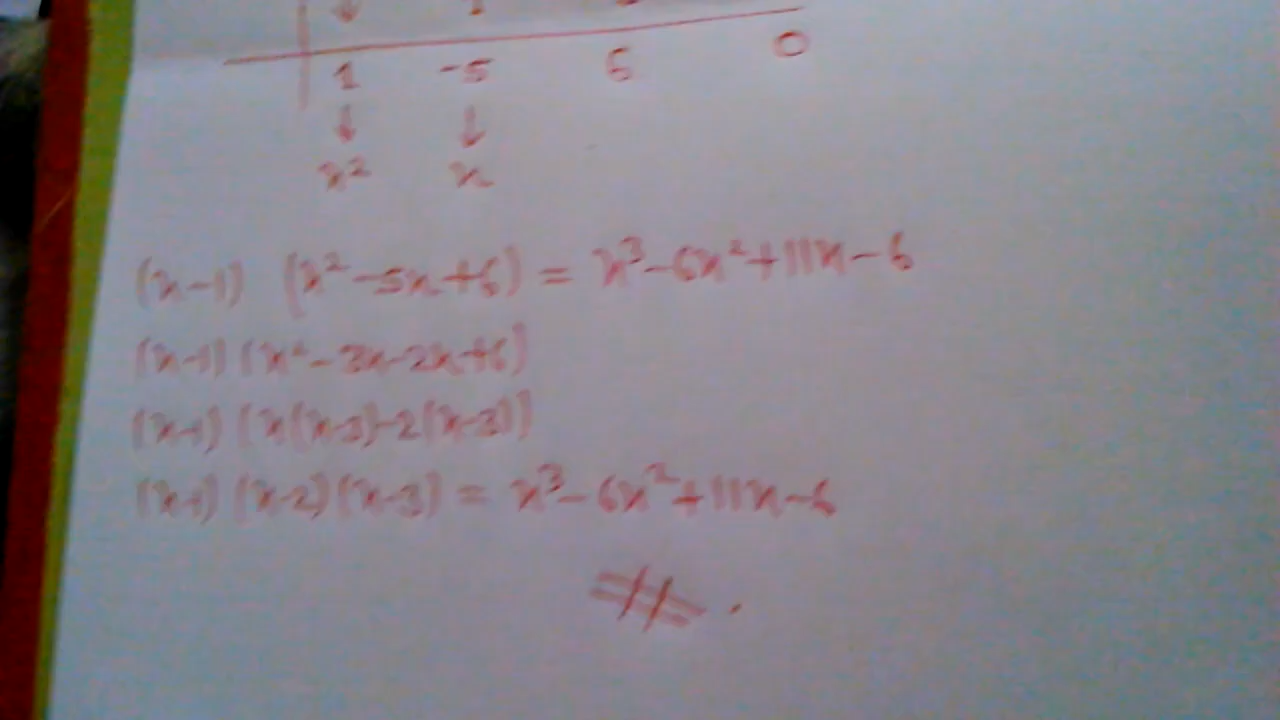 1 -5 6 0
↓ ↓
x² x
(x-1) (x²-5x+6) = x³-6x²+11x-6
(x-1) (x²-3x-2x+6)
(x-1) (x(x-3)-2(x-3))
(x-1) (x-2) (x-3) = x³-6x²+11x-6